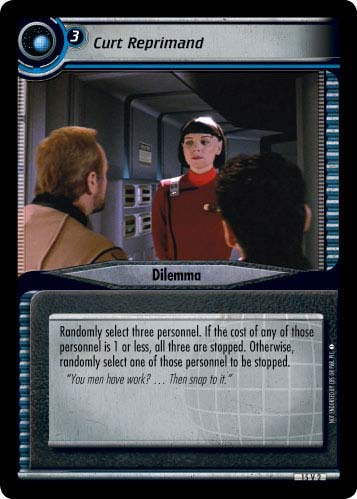 3
Curt Reprimand
Dilemma
Randomly select three personnel. If the cost of any of those
personnel is 1 or less, all three are stopped. Otherwise,
randomly select one of those personnel to be stopped.
"You men have work? ... Then snap to it."
15 V 2